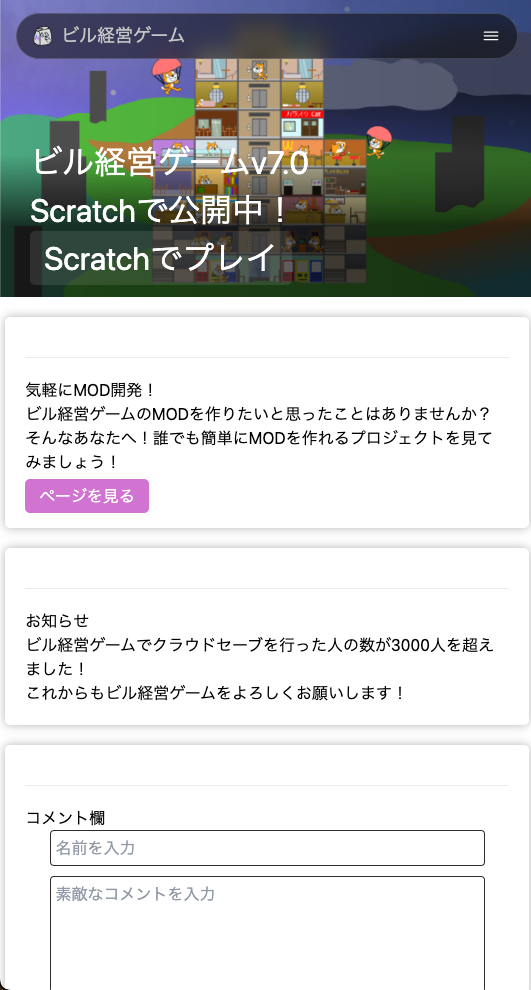 ビル経営ゲーム
カラオケ Cat
ビル経営ゲームv7.0
Scratchで公開中！
Scratchでプレイ
気軽にMOD開発！
ビル経営ゲームのMODを作りたいと思ったことはありませんか？
そんなあなたへ！誰でも簡単にMODを作れるプロジェクトを見て
みましょう！
ページを見る
お知らせ
ビル経営ゲームでクラウドセーブを行った人の数が3000人を超え
ました！
これからもビル経営ゲームをよろしくお願いします！
コメント欄
名前を入力
素敵なコメントを入力